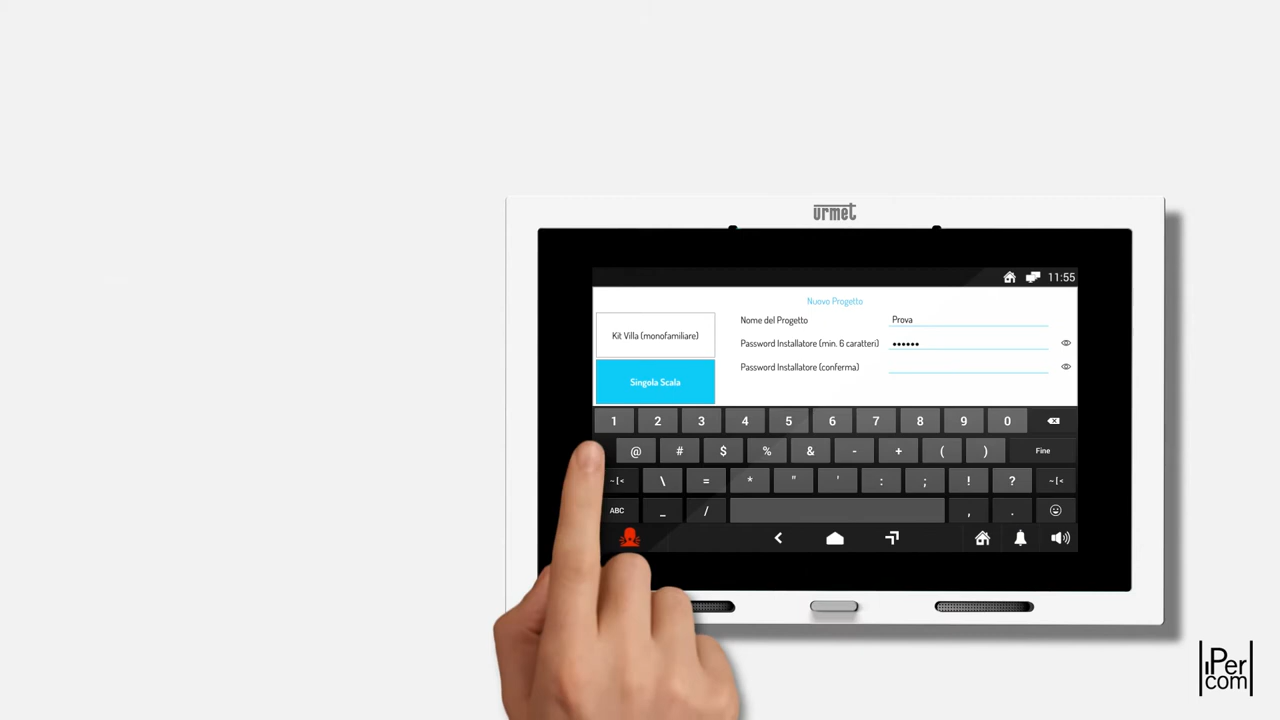 urmet
11:55
Nuovo Progetto
Kit Villa (monofamiliare)
Nome del Progetto Prova
Password Installatore (min. 6 caratteri) ••••••
Singola Scala
Password Installatore (conferma)
1 2 3 4 5 6 7 8 9 0
@ # $ % & - + ( ) Fine
~[< \ = * " ' : ; ! ? ~[<
ABC _ / , .
iPer
com